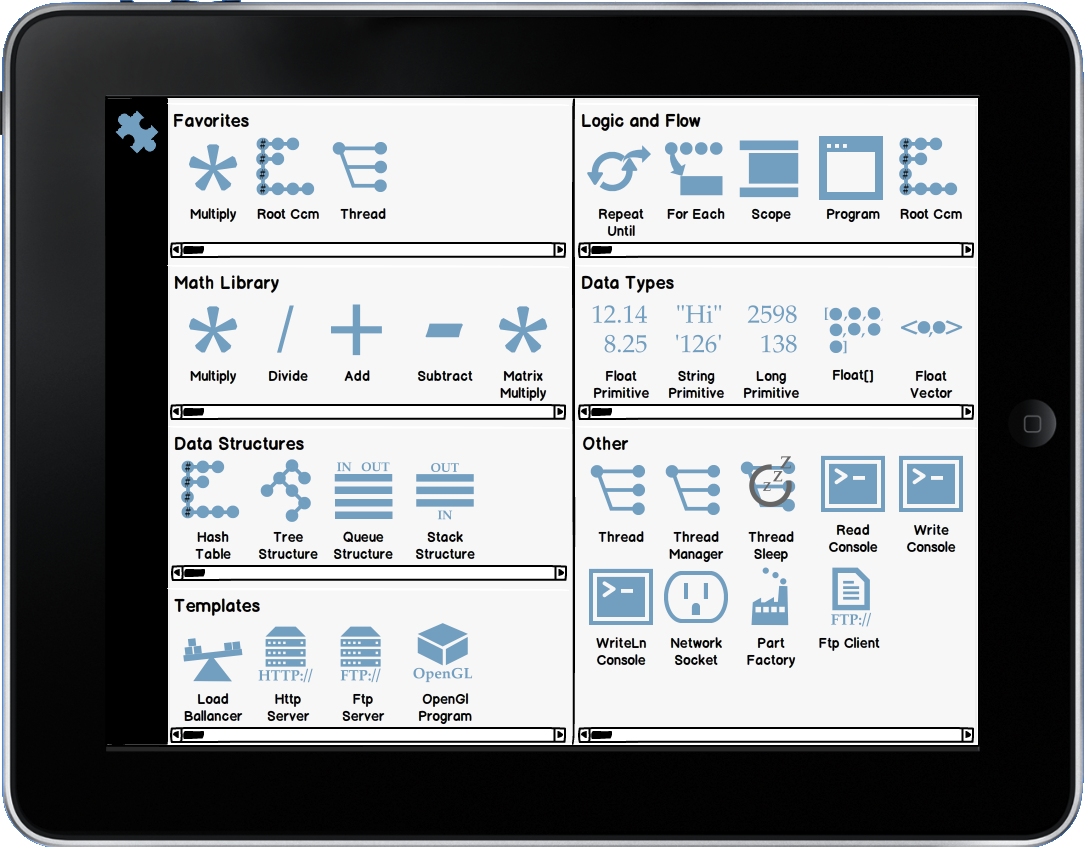 Favorites
Multiply
Root Ccm
Thread
Math Library
Multiply
Divide
Add
Subtract
Matrix
Multiply
Data Structures
#
#
#
#
IN OUT
OUT
IN
Hash
Table
Tree
Structure
Queue
Structure
Stack
Structure
Templates
HTTP://
FTP://
OpenGL
Load
Ballancer
Http
Server
Ftp
Server
OpenGl
Program
Logic and Flow
Repeat
Until
For Each
Scope
Program
Root Ccm
Data Types
12.14
8.25
"Hi"
'126'
2598
138
[●,●,●,
●,●,●,
●]
<●,●>
Float
Primitive
String
Primitive
Long
Primitive
Float[]
Float
Vector
Other
z z Z
>-
>-
Thread
Thread
Manager
Thread
Sleep
Read
Console
Write
Console
>-
FTP://
WriteLn
Console
Network
Socket
Part
Factory
Ftp Client